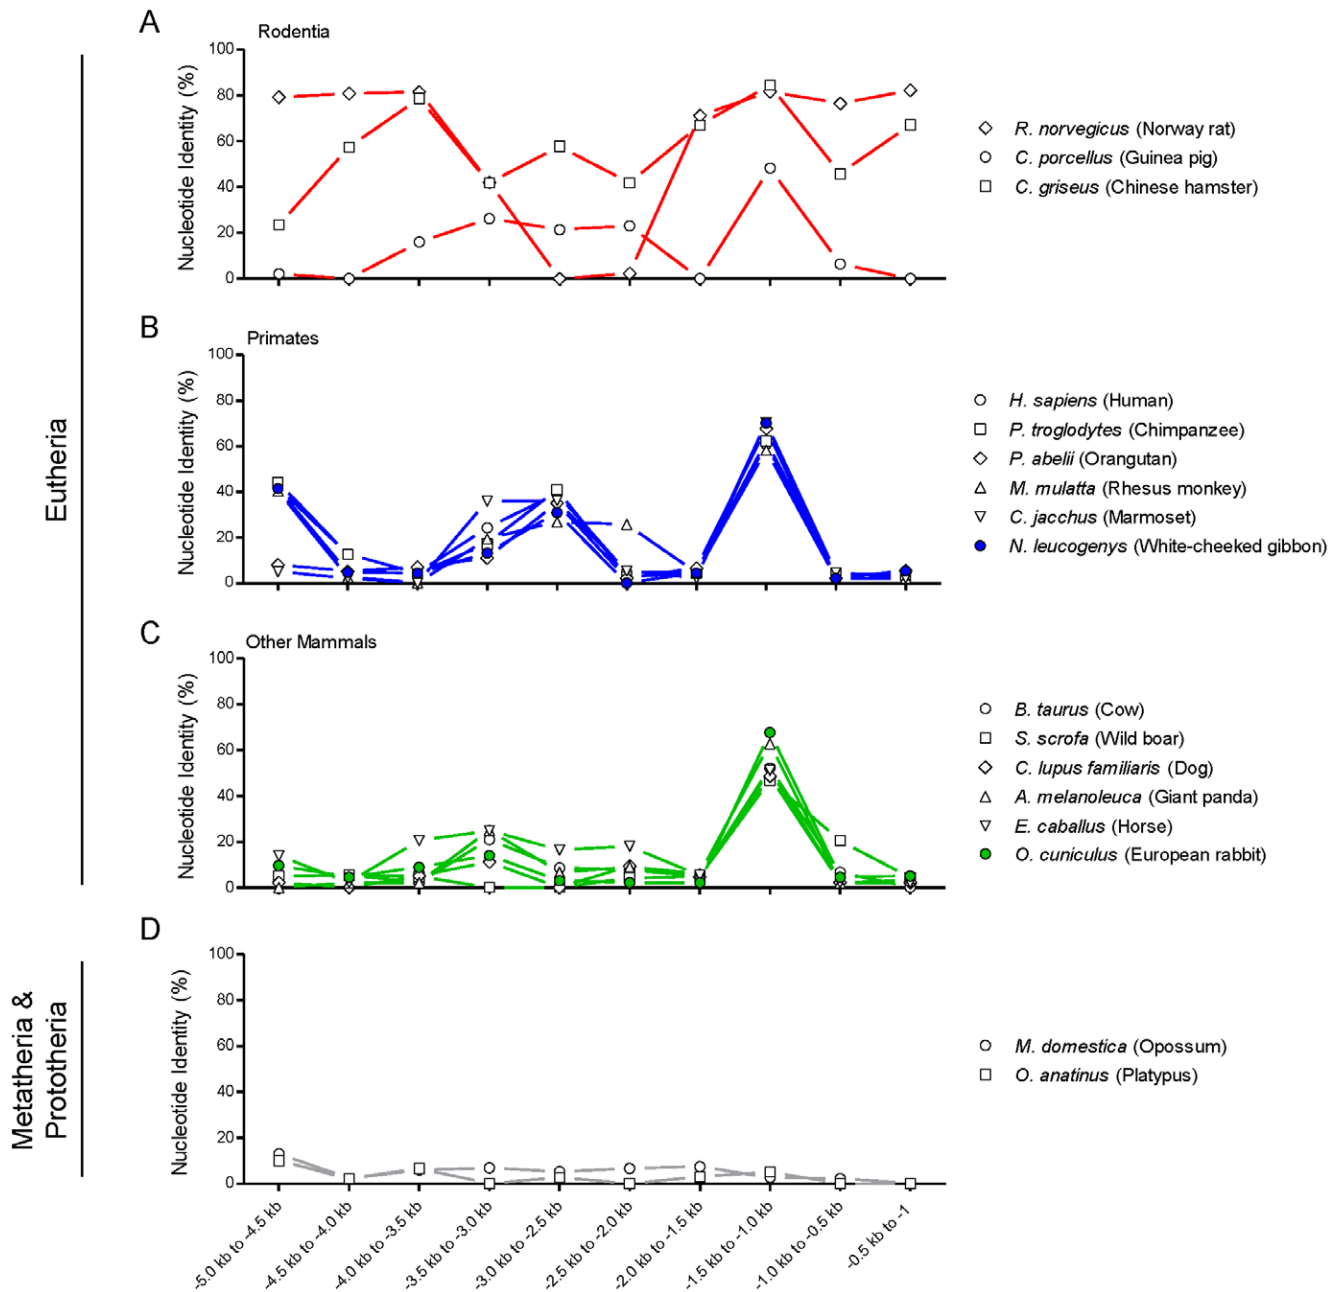 A
Rodentia
100
80
60
40
20
0
Nucleotide Identity (%)
R. norvegicus (Norway rat)
C. porcellus (Guinea pig)
C. griseus (Chinese hamster)
B
Primates
100
80
60
40
20
0
Nucleotide Identity (%)
H. sapiens (Human)
P. troglodytes (Chimpanzee)
P. abelii (Orangutan)
M. mulatta (Rhesus monkey)
C. jacchus (Marmoset)
N. leucogenys (White-cheeked gibbon)
Eutheria
C
Other Mammals
100
80
60
40
20
0
Nucleotide Identity (%)
B. taurus (Cow)
S. scrofa (Wild boar)
C. lupus familiaris (Dog)
A. melanoleuca (Giant panda)
E. caballus (Horse)
O. cuniculus (European rabbit)
D
100
80
60
40
20
0
Nucleotide Identity (%)
M. domestica (Opossum)
O. anatinus (Platypus)
Metatheria &
Prototheria
-5.0 kb to -4.5 kb
-4.5 kb to -4.0 kb
-4.0 kb to -3.5 kb
-3.5 kb to -3.0 kb
-3.0 kb to -2.5 kb
-2.5 kb to -2.0 kb
-2.0 kb to -1.5 kb
-1.5 kb to -1.0 kb
-1.0 kb to -0.5 kb
-0.5 kb to -1